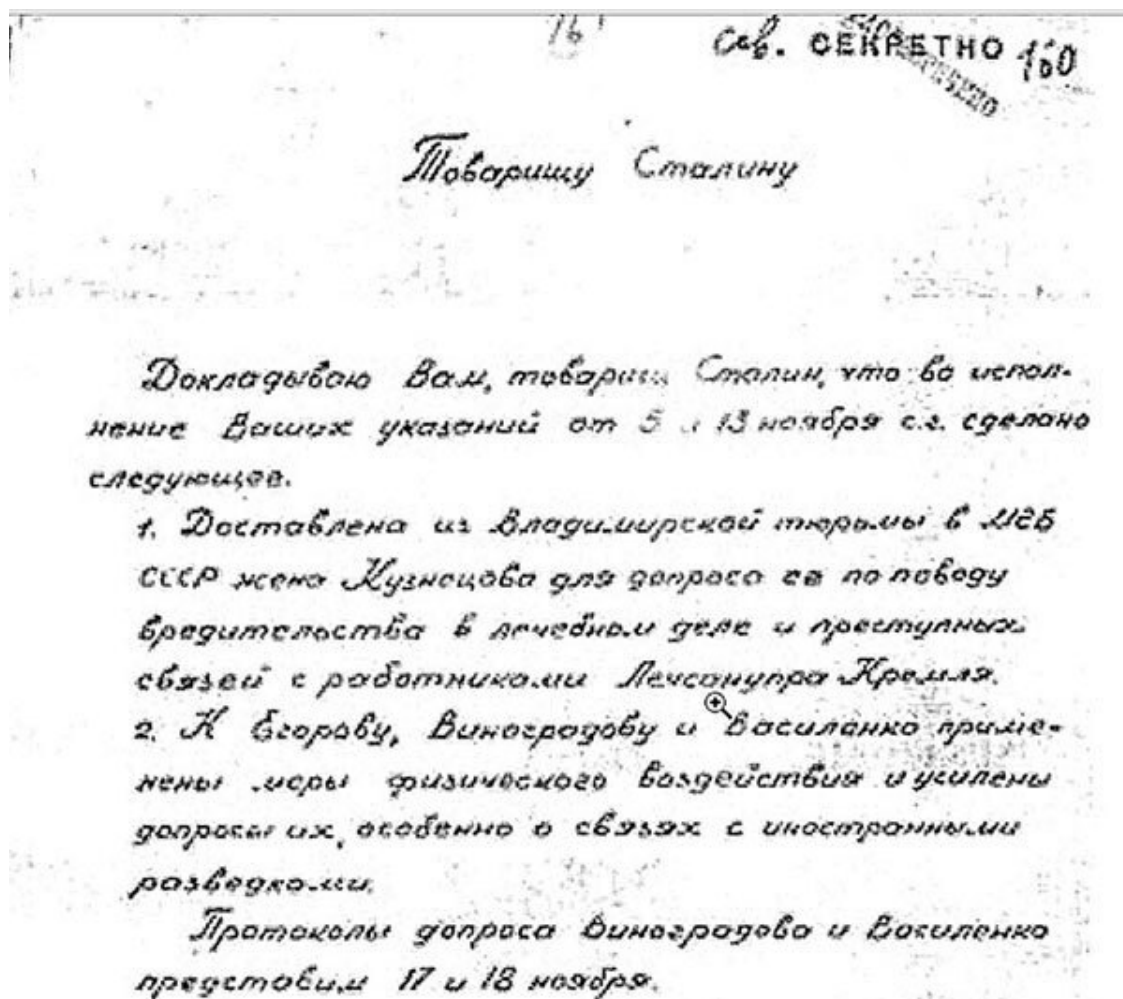 Сов. СЕКРЕТНО 160
Товарищу Сталину
Докладываю Вам, товарищ Сталин, что во испол-
нение Ваших указаний от 5 и 13 ноября с.г. сделано
следующее.
1. Доставлена из Владимирской тюрьмы в МГБ
СССР жена Кузнецова для допроса ее по поводу
вредительства в лечебном деле и преступных
связей с работниками Лечсанупра Кремля.
2. К Егорову, Виноградову и Василенко приме-
нены меры физического воздействия и усилены
допросы их, особенно о связях с иностранными
разведками.
Протоколы допроса Виноградова и Василенко
представим 17 и 18 ноября.